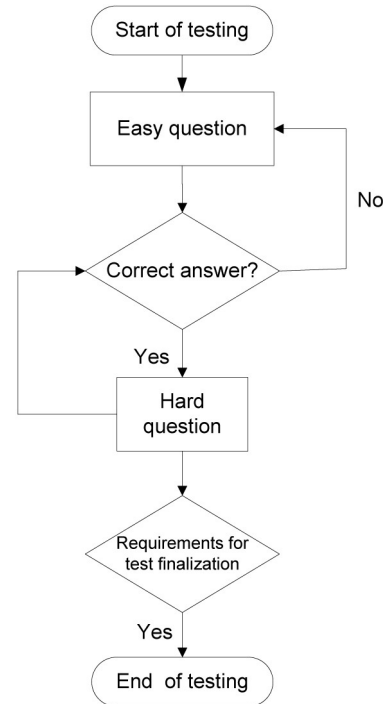 Start of testing
Easy question
No
Correct answer?
Yes
Hard
question
Requirements for
test finalization
Yes
End of testing